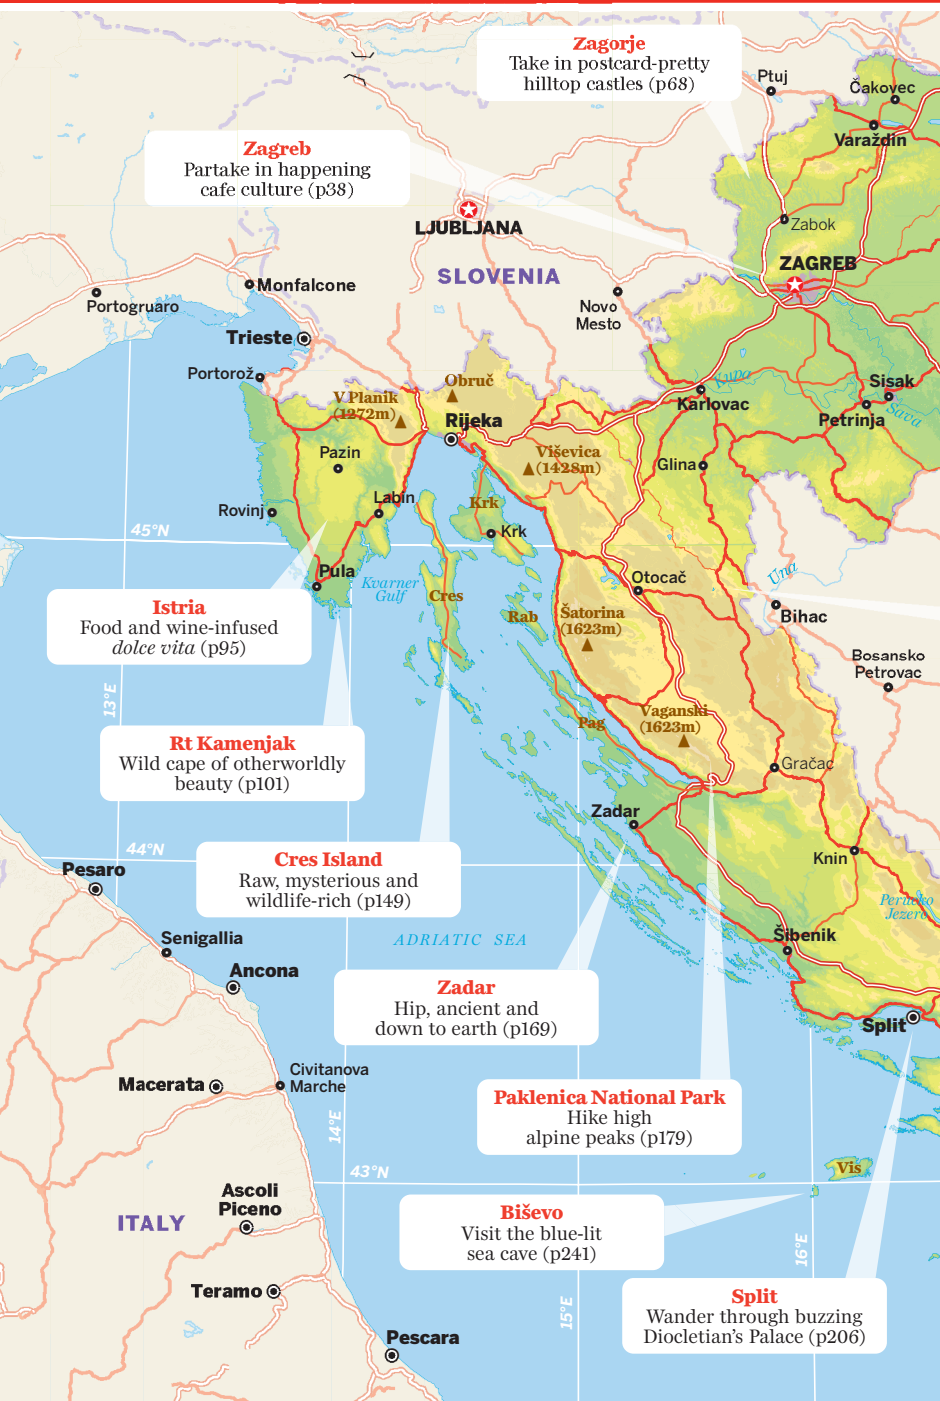 Zagorje
Take in postcard-pretty
hilltop castles (p68)
Ptuj
Čakovec
Varaždin
Zagreb
Partake in happening
cafe culture (p38)
LJUBLJANA
Zabok
ZAGREB
SLOVENIA
Monfalcone
Portogruaro
Novo
Mesto
Trieste
Portorož
Kupa
Sisak
Obruč
V Planik
(1272m)
Karlovac
Sava
Petrinja
Rijeka
Pazin
Višević​a
(1428m)
Glina
Labin
Rovinj
Krk
Krk
45°N
Una
Pula
Kvarner
Gulf
Otočac
Cres
Istria
Food and wine-infused
dolce vita (p95)
Rab
Šatorina
(1623m)
Bihac
Bosansko
Petrovac
13°E
Vaganski
(1623m)
Pag
Rt Kamenjak
Wild cape of otherworldly
beauty (p101)
Gračac
Zadar
44°N
Pesaro
Cres Island
Raw, mysterious and
wildlife-rich (p149)
Knin
Peručko
Jezero
Senigallia
ADRIATIC SEA
Šibenik
Ancona
Zadar
Hip, ancient and
down to earth (p169)
Split
Civitanova
Marche
Macerata
Paklenica National Park
Hike high
alpine peaks (p179)
14°E
43°N
Vis
Ascoli
Piceno
ITALY
Biševo
Visit the blue-lit
sea cave (p241)
16°E
Teramo
15°E
Split
Wander through buzzing
Diocletian's Palace (p206)
Pescara